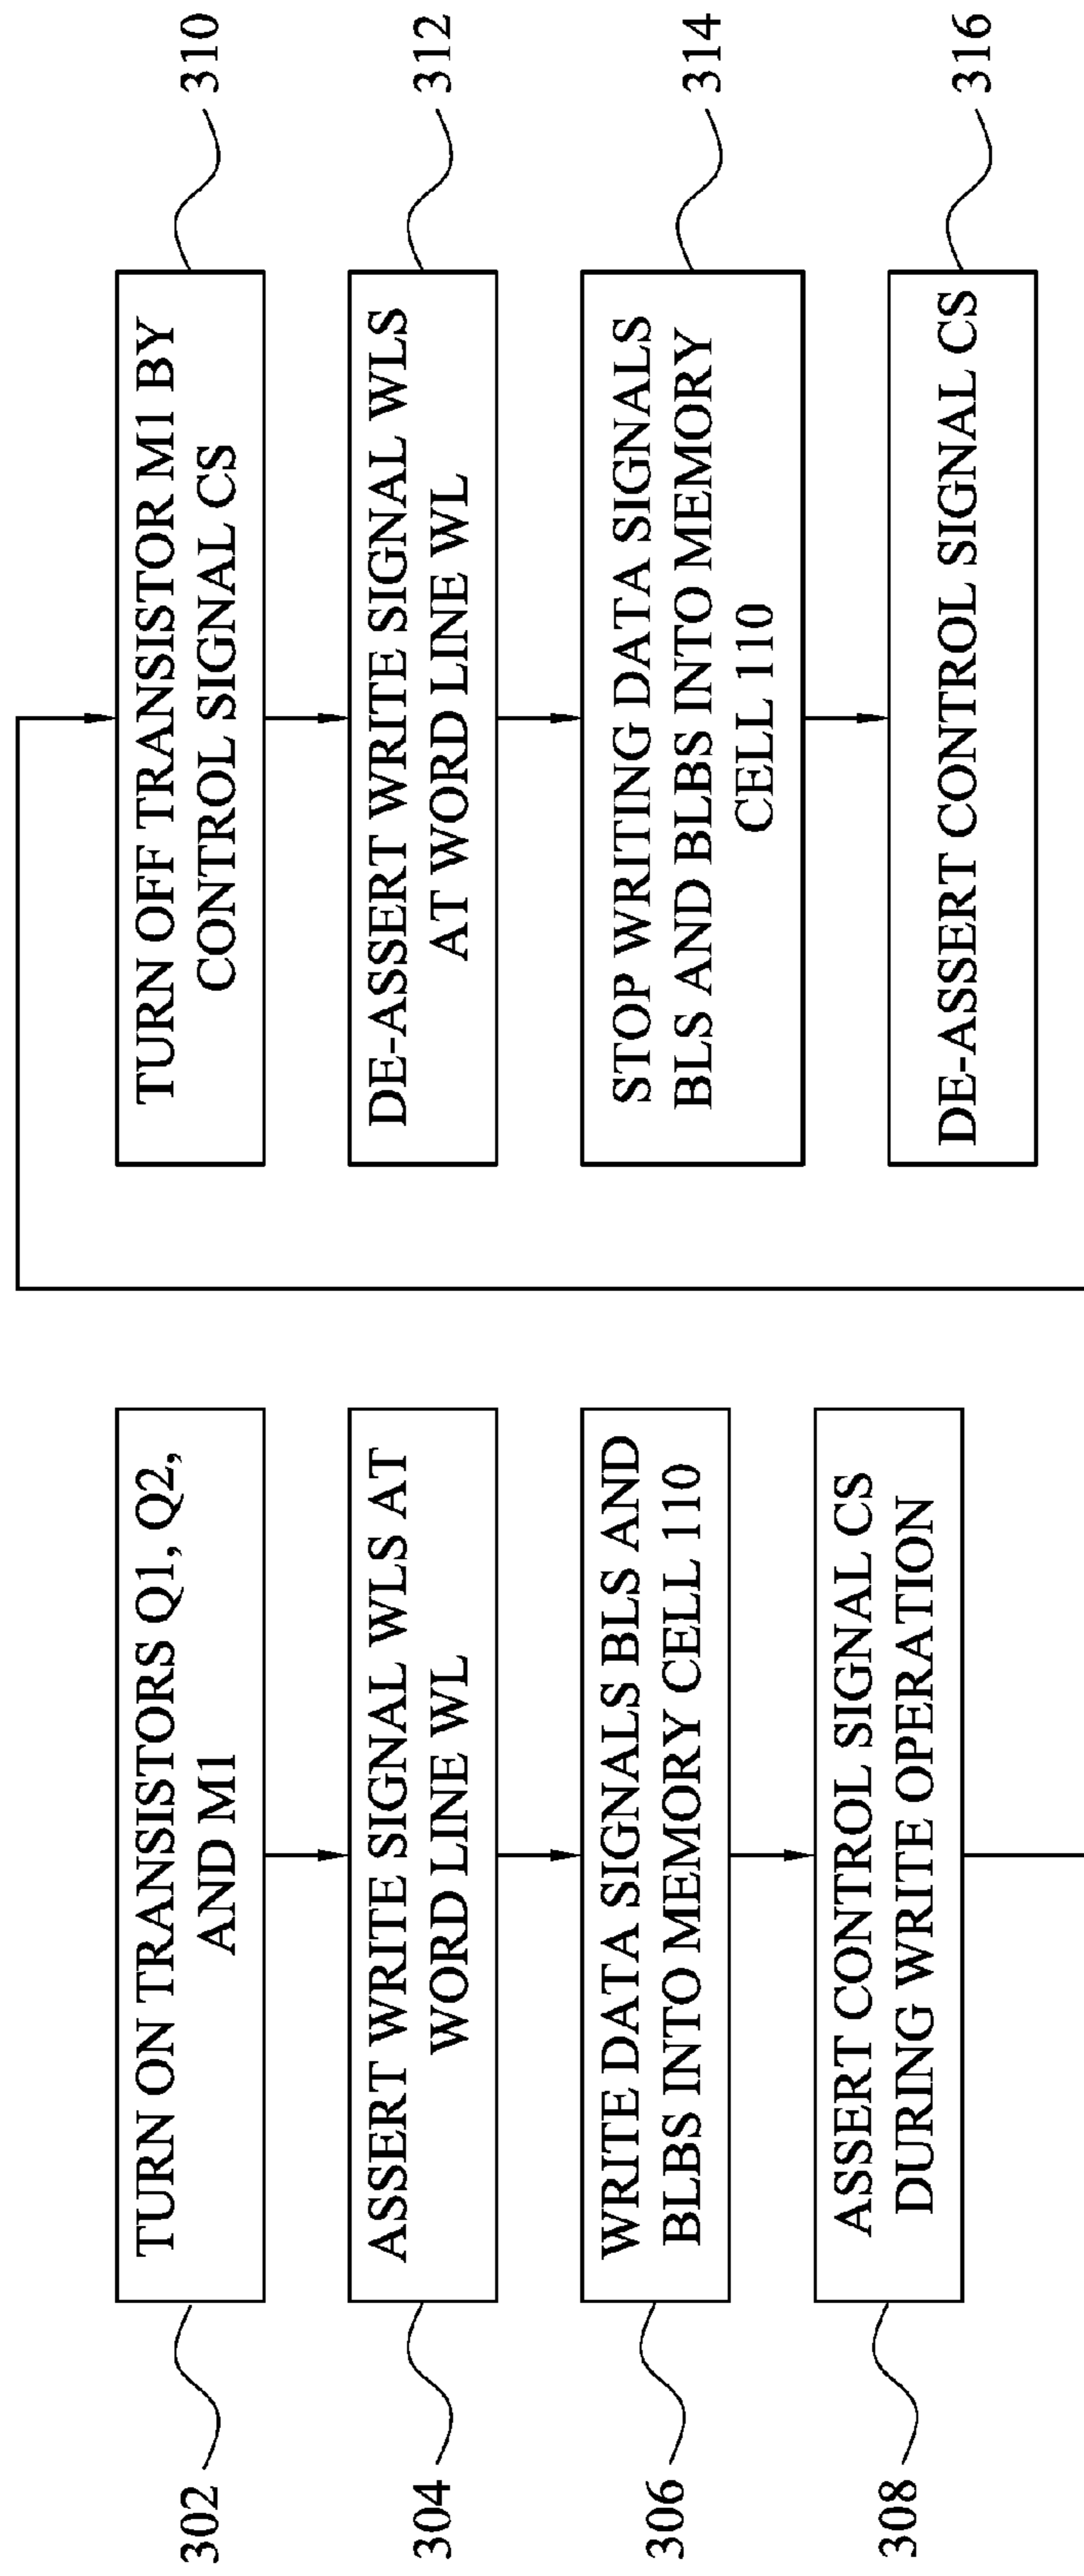 302
TURN ON TRANSISTORS Q1, Q2,
AND M1
304
ASSERT WRITE SIGNAL WLS AT
WORD LINE WL
306
WRITE DATA SIGNALS BLS AND
BLBS INTO MEMORY CELL 110
308
ASSERT CONTROL SIGNAL CS
DURING WRITE OPERATION
TURN OFF TRANSISTOR M1 BY
CONTROL SIGNAL CS
310
DE-ASSERT WRITE SIGNAL WLS
AT WORD LINE WL
312
STOP WRITING DATA SIGNALS
BLS AND BLBS INTO MEMORY
CELL 110
314
DE-ASSERT CONTROL SIGNAL CS
316